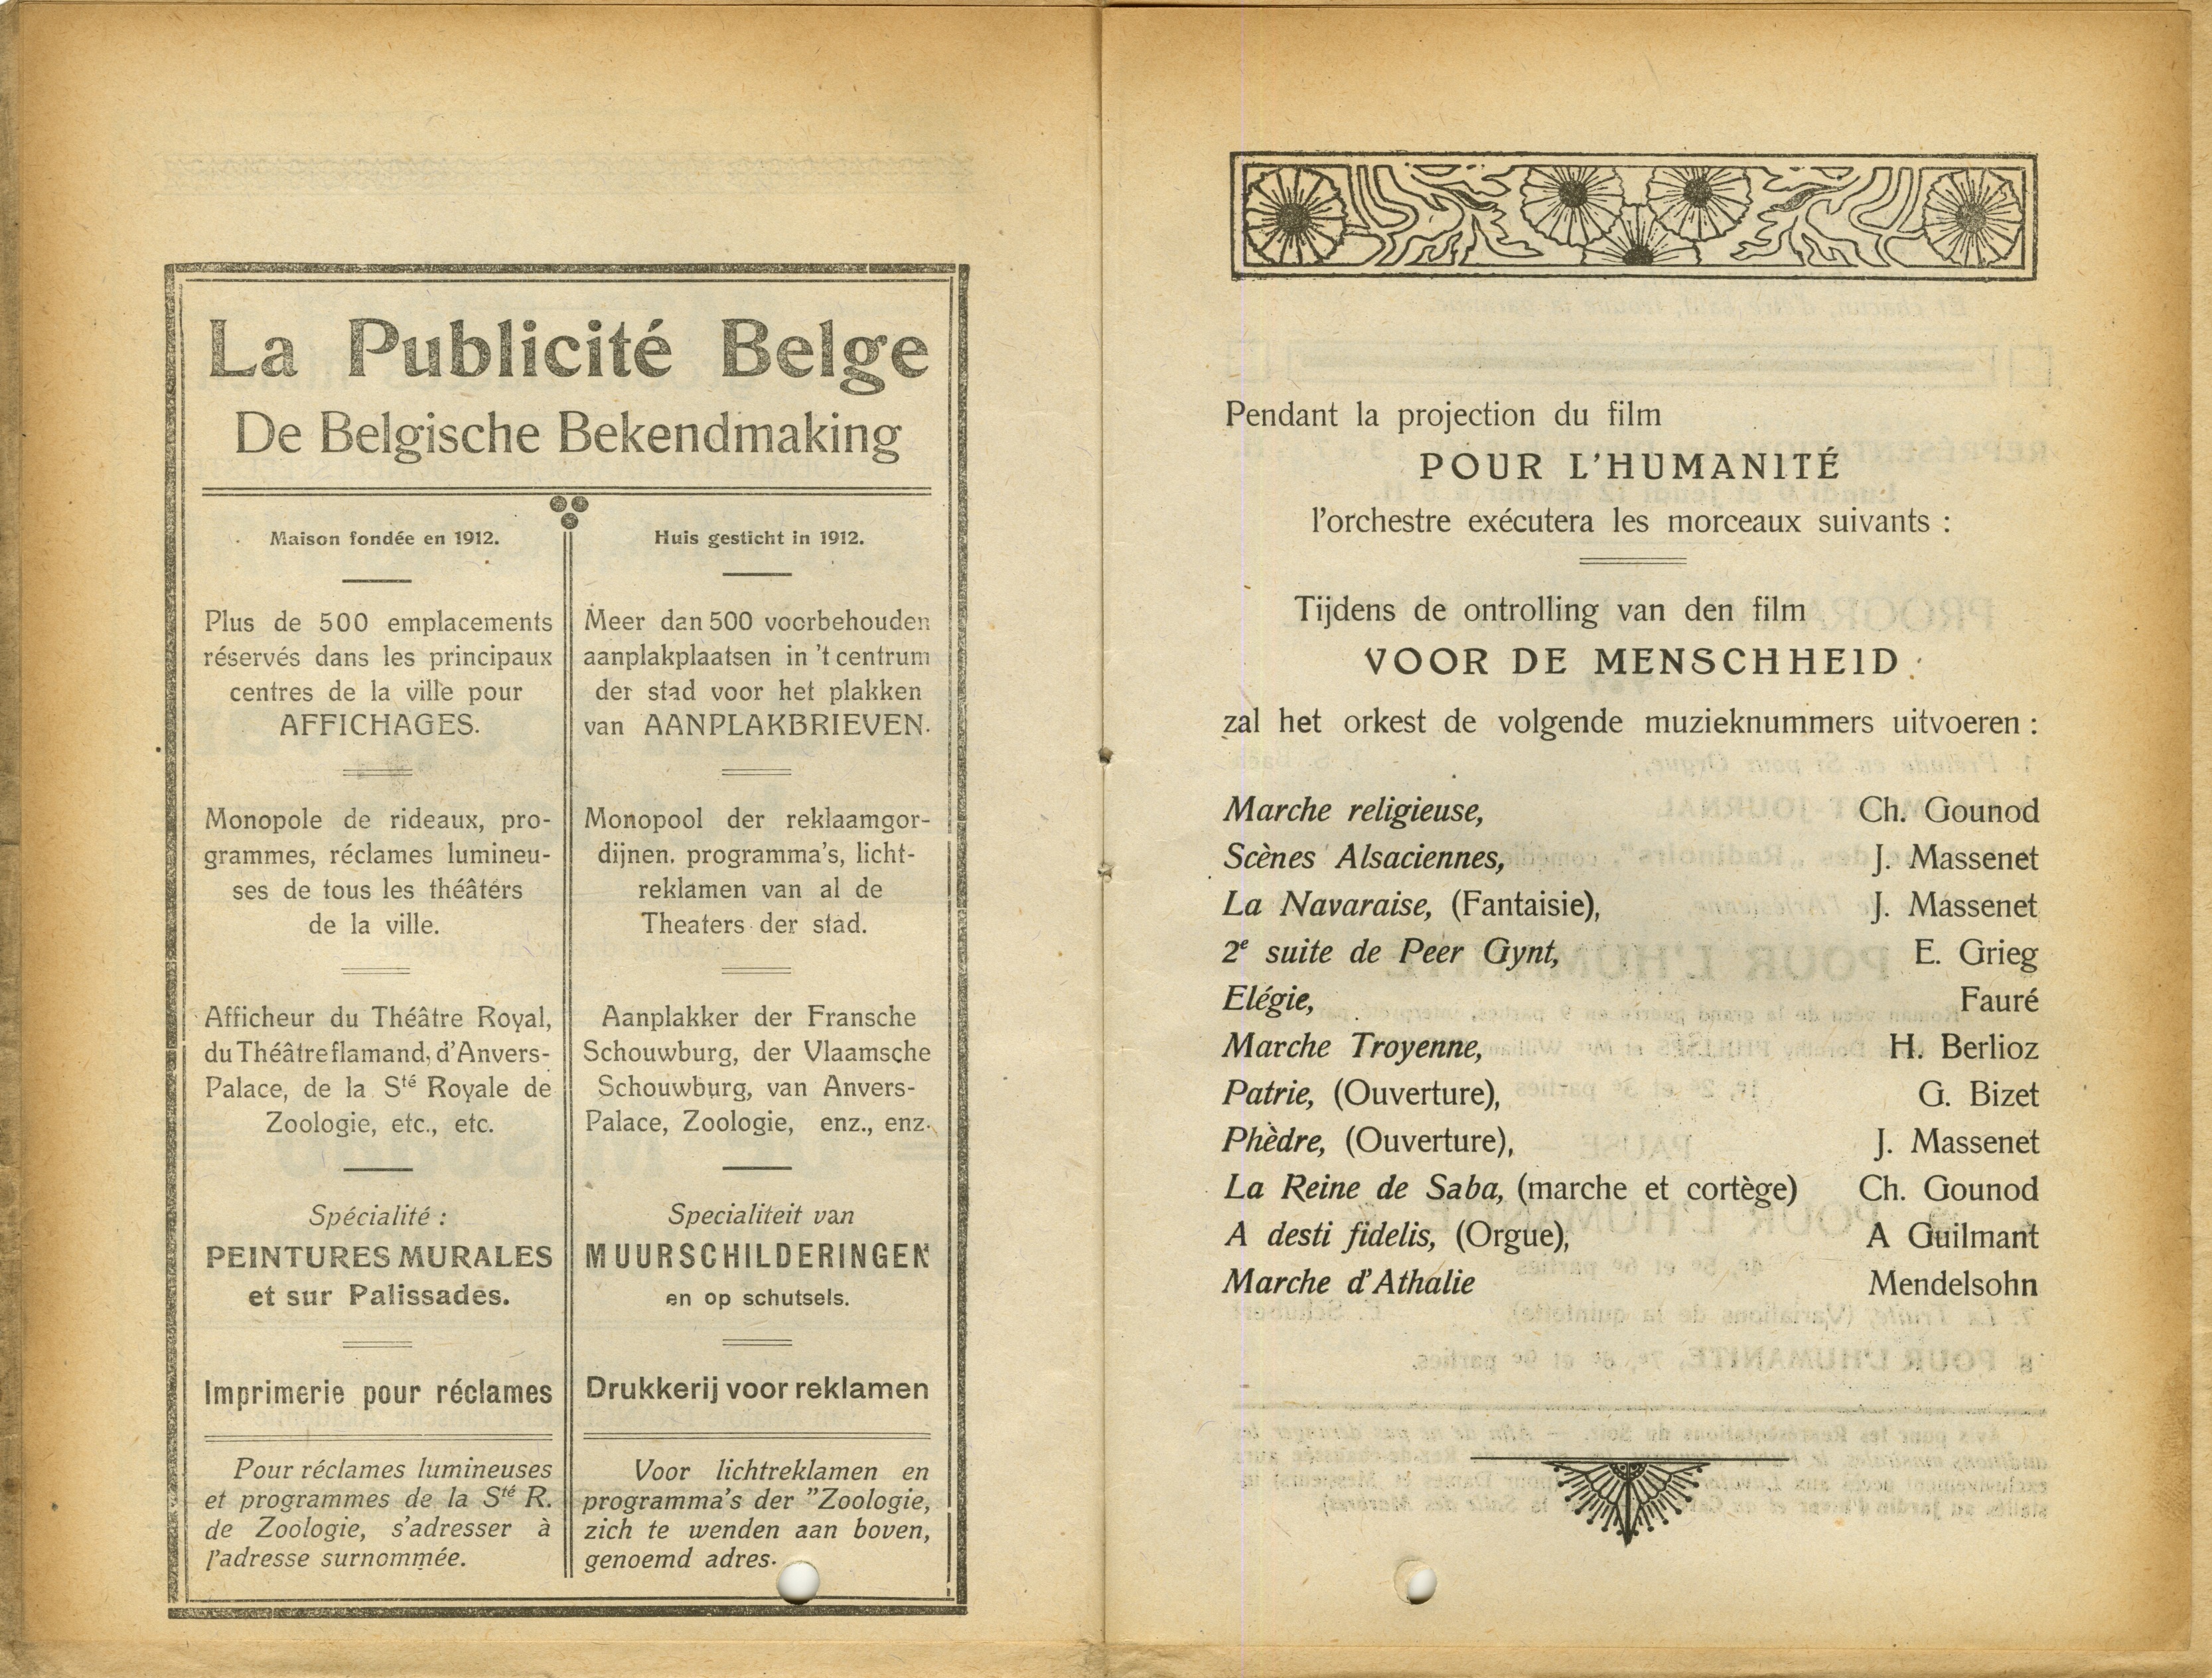 La Publicité Belge
De Belgische Bekendmaking
Maison fondée en 1912.
Plus de 500 emplacements
réservés dans les principaux
centres de la ville pour
AFFICHAGES.
Monopole de rideaux, pro-
grammes, réclames lumineu-
ses de tous les théâtérs
de la ville.
Afficheur du Théâtre Royal,
du Théâtre flamand, d'Anvers-
Palace, de la Sté Royale de
Zoologie, etc., etc.
Spécialité :
PEINTURES MURALES
et sur Palissades.
Imprimerie pour réclames
Pour réclames lumineuses
et programmes de la Sté R.
de Zoologie, s'adresser à
l'adresse surnommée.
Huis gesticht in 1912.
Meer dan 500 voorbehouden
aanplakplaatsen in 't centrum
der stad voor het plakken
van AANPLAKBRIEVEN.
Monopool der reklaamgor-
dijnen. programma's, licht-
reklamen van al de
Theaters der stad.
Aanplakker der Fransche
Schouwburg, der Vlaamsche
Schouwburg, van Anvers-
Palace, Zoologie, enz., enz.
Specialiteit van
MUURSCHILDERINGEN
en op schutsels.
Drukkerij voor reklamen
Voor lichtreklamen en
programma's der "Zoologie,
zich te wenden aan boven,
genoemd adres.
Pendant la projection du film
POUR L'HUMANITÉ
l'orchestre exécutera les morceaux suivants :
Tijdens de ontrolling van den film
VOOR DE MENSCHHEID
zal het orkest de volgende muzieknummers uitvoeren :
Marche religieuse, Ch. Gounod
Scènes Alsaciennes, J. Massenet
La Navaraise, (Fantaisie), J. Massenet
2e suite de Peer Gynt, E. Grieg
Elégie, Fauré
Marche Troyenne, H. Berlioz
Patrie, (Ouverture), G. Bizet
Phèdre, (Ouverture), J. Massenet
La Reine de Saba, (marche et cortège) Ch. Gounod
A desti fidelis, (Orgue), A Guilmant
Marche d'Athalie Mendelsohn